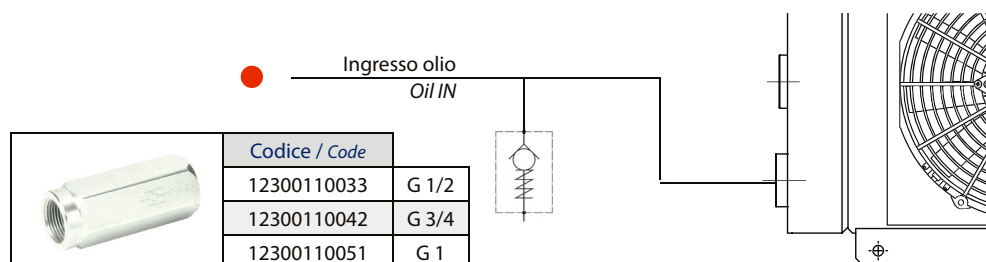 Ingresso olio
Oil IN
Codice / Code
12300110033 G 1/2
12300110042 G 3/4
12300110051 G 1